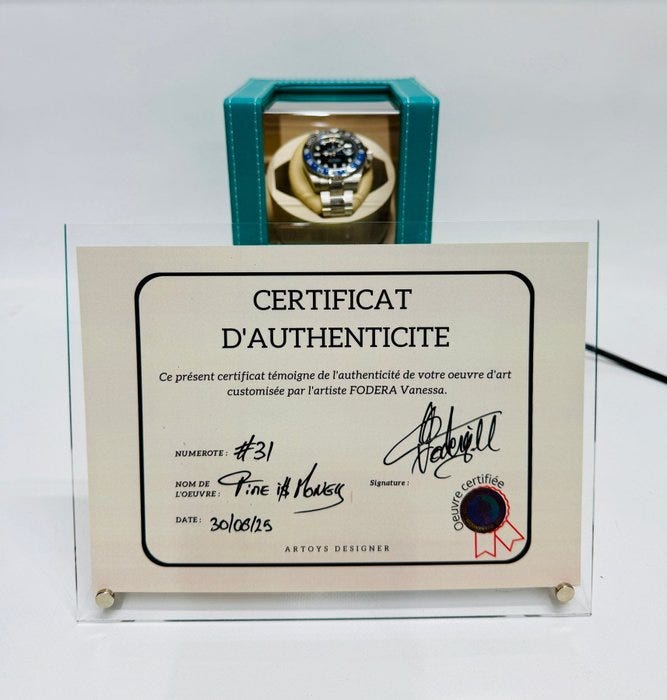 CERTIFICAT
D'AUTHENTICITE
Ce présent certificat témoigne de l'authenticité de votre oeuvre d'art
customisée par l'artiste FODERA Vanessa.
NUMEROTE : #31
NOM DE
L'OEUVRE : Time i$ Money
Signature :
DATE : 30/08/25
Oeuvre certifiée
ARTOYS DESIGNER